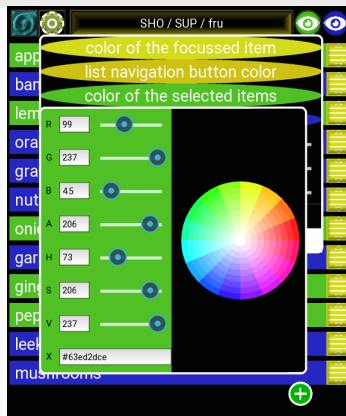 SHO / SUP / fru
color of the focussed item
list navigation button color
color of the selected items
app
ban
lem
ora
gra
nut
oni
gar
ging
pep
leek
mushrooms
R 99
G 237
B 45
A 206
H 73
S 206
V 237
X #63ed2dce